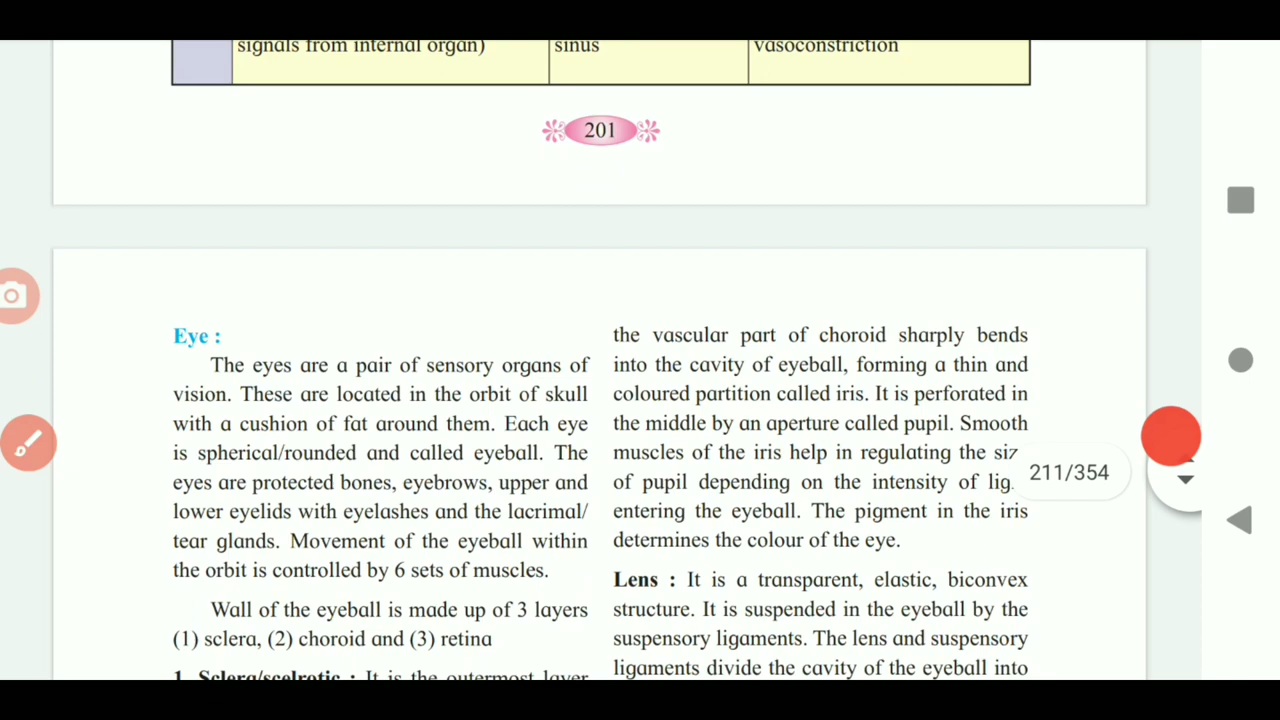 signals from internal organ)
sinus
vasoconstriction
201
Eye :
The eyes are a pair of sensory organs of
vision. These are located in the orbit of skull
with a cushion of fat around them. Each eye
is spherical/rounded and called eyeball. The
eyes are protected bones, eyebrows, upper and
lower eyelids with eyelashes and the lacrimal/
tear glands. Movement of the eyeball within
the orbit is controlled by 6 sets of muscles.
Wall of the eyeball is made up of 3 layers
(1) sclera, (2) choroid and (3) retina
1. Sclera/scelrotic : It is the outermost layer
the vascular part of choroid sharply bends
into the cavity of eyeball, forming a thin and
coloured partition called iris. It is perforated in
the middle by an aperture called pupil. Smooth
muscles of the iris help in regulating the
of pupil depending on the intensity of
entering the eyeball. The pigment in the iris
determines the colour of the eye.
Lens : It is a transparent, elastic, biconvex
structure. It is suspended in the eyeball by the
suspensory ligaments. The lens and suspensory
ligaments divide the cavity of the eyeball into
211/354